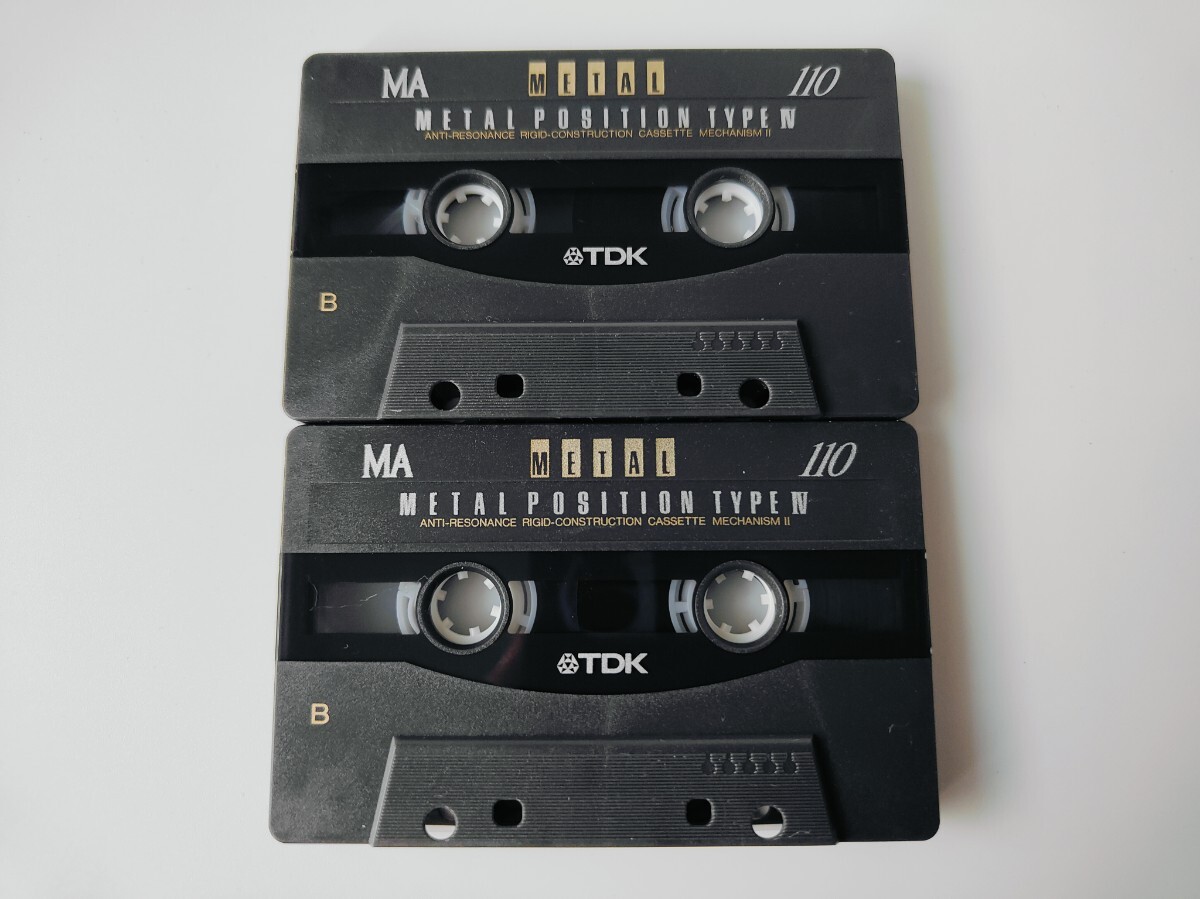 MA METAL 110
METAL POSITION TYPE IV
ANTI-RESONANCE RIGID-CONSTRUCTION CASSETTE MECHANISM II
TDK
B
MA METAL 110
METAL POSITION TYPE IV
ANTI-RESONANCE RIGID-CONSTRUCTION CASSETTE MECHANISM II
TDK
B